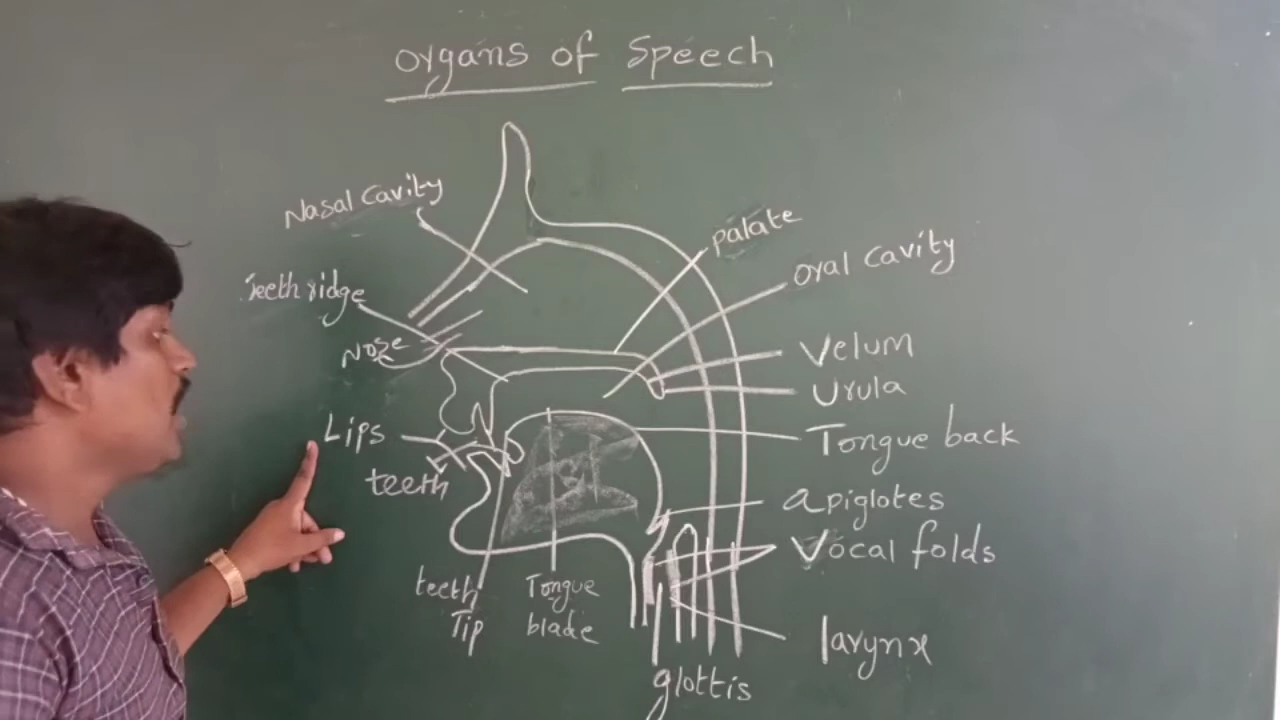 Organs of Speech
Nasal Cavity
Palate
Oral Cavity
Teeth ridge
Nose
Velum
Uvula
Lips
Tongue back
teeth
apiglotes
Vocal folds
teeth
Tip
Tongue
blade
larynx
glottis